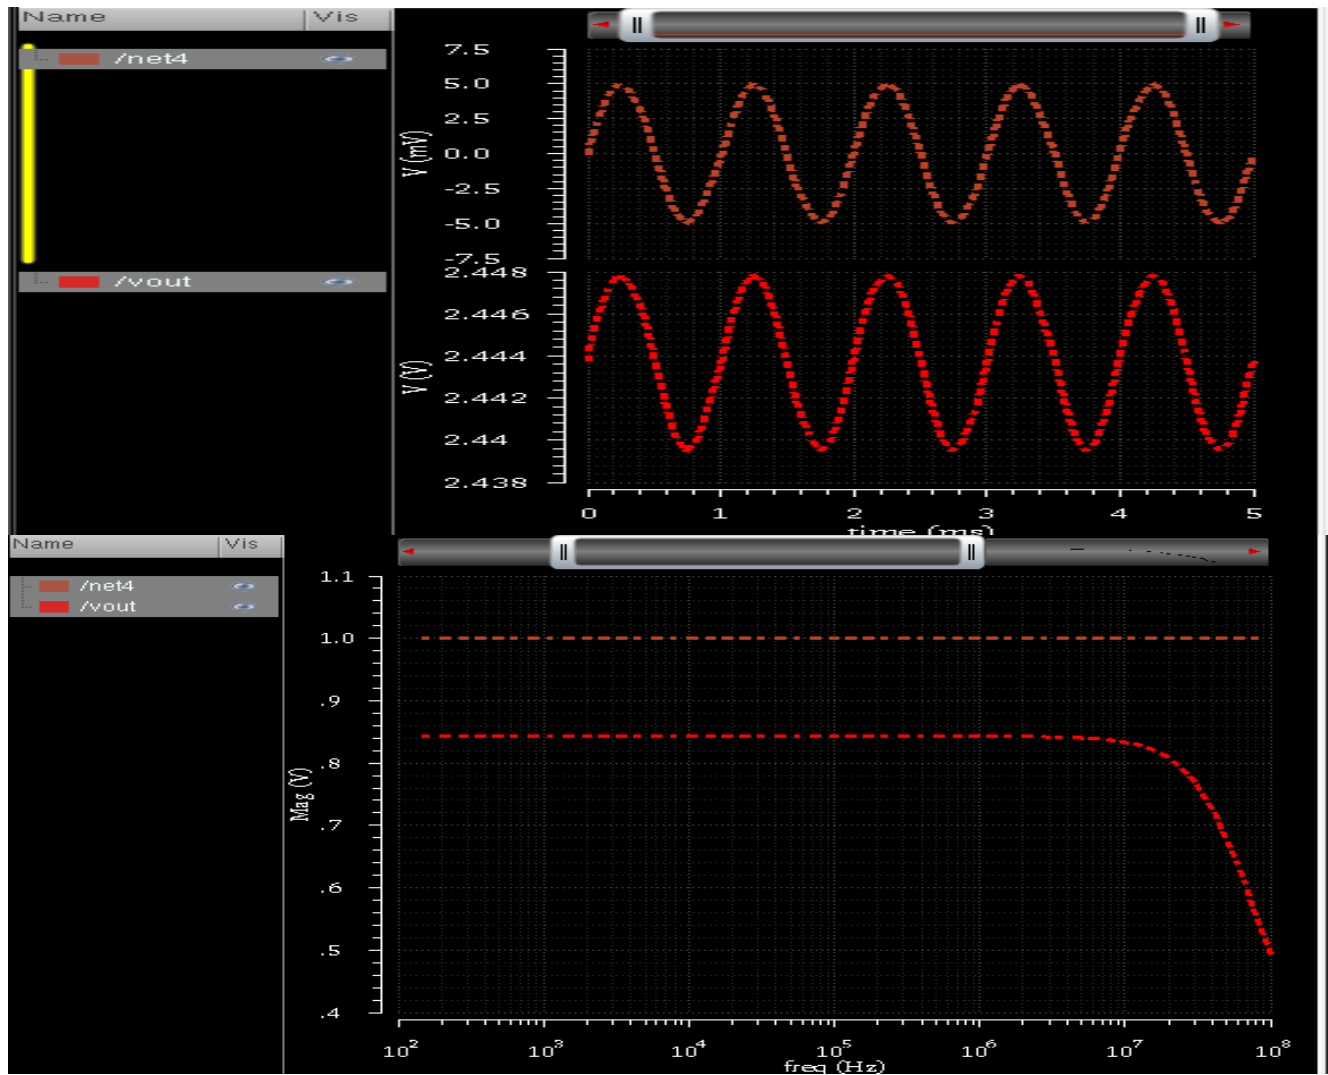 Name Vis
/net4
/vout
7.5
5.0
2.5
0.0
-2.5
-5.0
-7.5
V (mV)
2.448
2.446
2.444
2.442
2.44
2.438
V (V)
0 1 2 3 4 5
time (ms)
Name Vis
/net4
/vout
1.1
1.0
.9
.8
.7
.6
.5
.4
Mag (V)
10² 10³ 10⁴ 10⁵ 10⁶ 10⁷ 10⁸
freq (Hz)